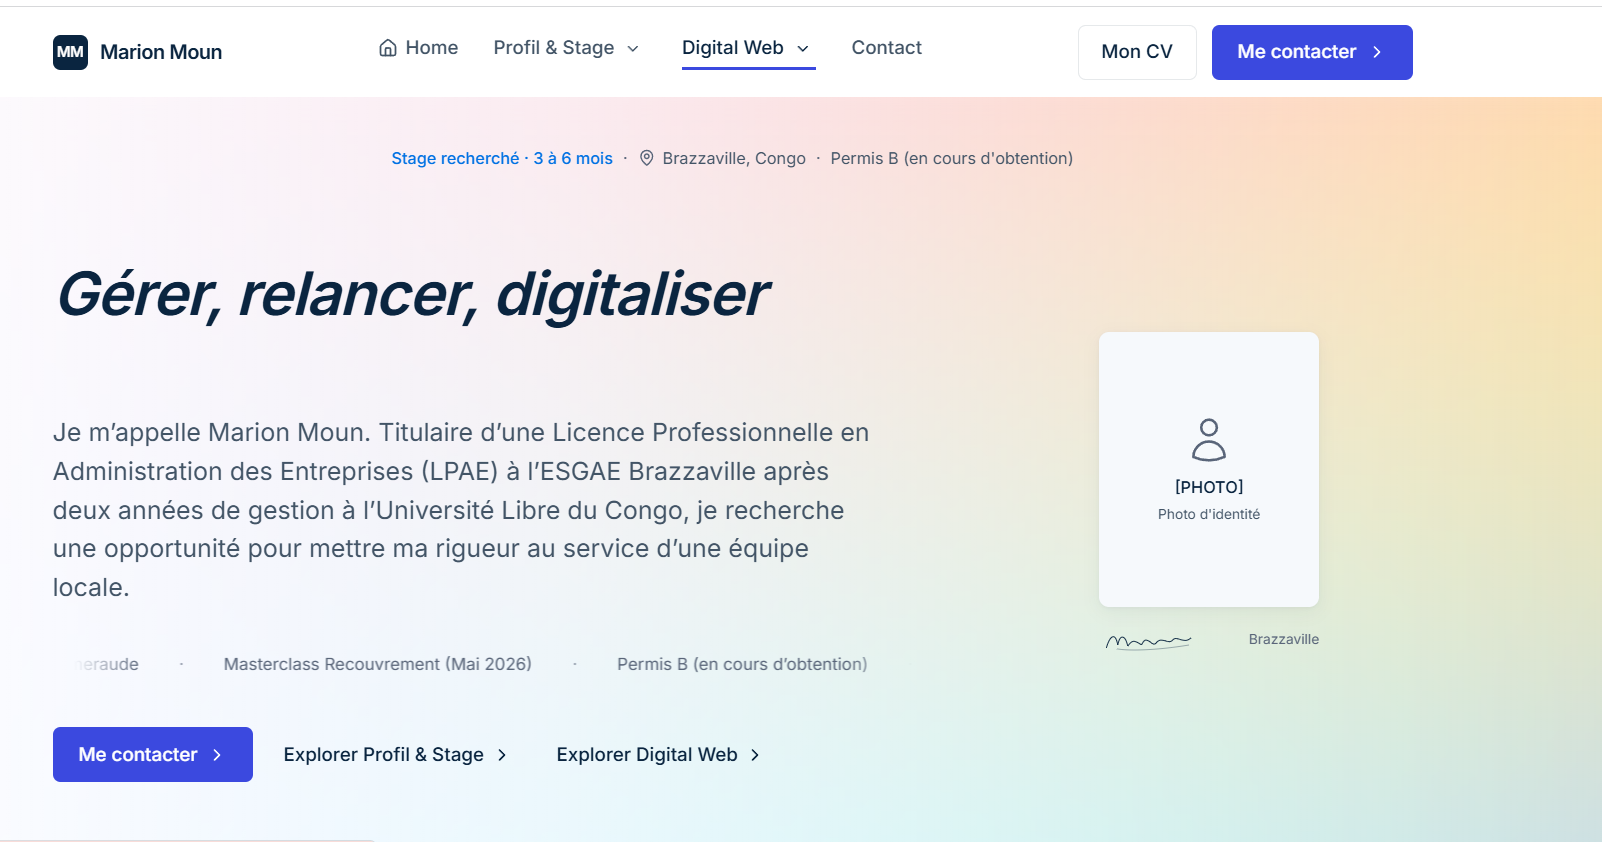 MM Marion Moun
Home Profil & Stage Digital Web Contact
Mon CV Me contacter
Stage recherché · 3 à 6 mois · Brazzaville, Congo · Permis B (en cours d'obtention)
Gérer, relancer, digitaliser
Je m’appelle Marion Moun. Titulaire d’une Licence Professionnelle en
Administration des Entreprises (LPAE) à l’ESGAE Brazzaville après
deux années de gestion à l’Université Libre du Congo, je recherche
une opportunité pour mettre ma rigueur au service d’une équipe
locale.
[PHOTO]
Photo d'identité
Brazzaville
· Masterclass Recouvrement (Mai 2026) · Permis B (en cours d’obtention)
Me contacter Explorer Profil & Stage Explorer Digital Web